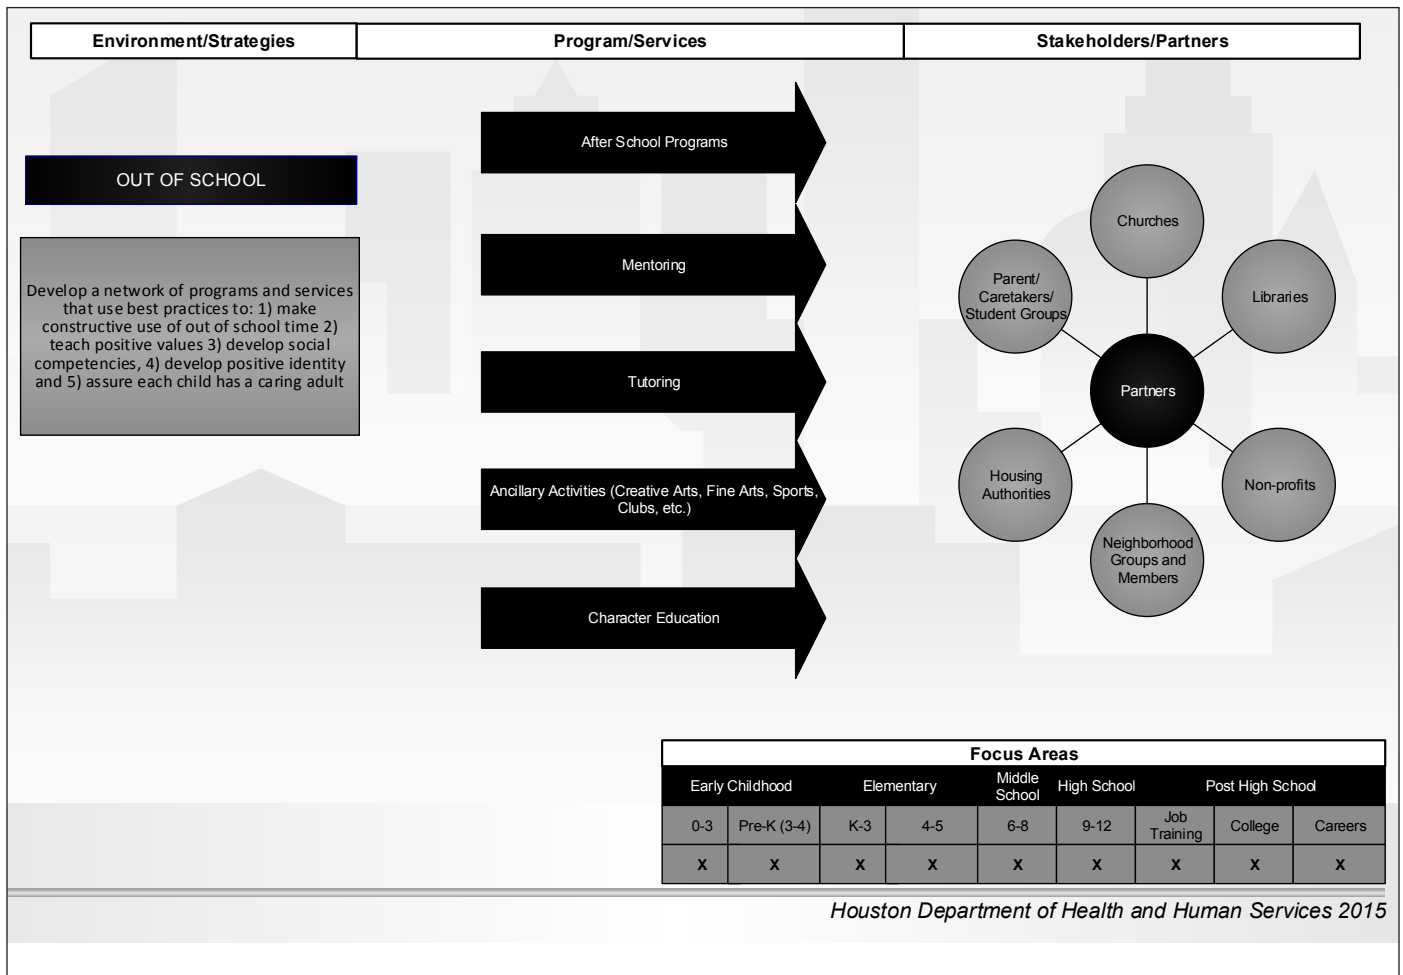 Environment/Strategies
Program/Services
Stakeholders/Partners
OUT OF SCHOOL
Develop a network of programs and services
that use best practices to: 1) make
constructive use of out of school time 2)
teach positive values 3) develop social
competencies, 4) develop positive identity
and 5) assure each child has a caring adult
After School Programs
Mentoring
Tutoring
Ancillary Activities (Creative Arts, Fine Arts, Sports,
Clubs, etc.)
Character Education
Churches
Parent/
Caretakers/
Student Groups
Libraries
Partners
Housing
Authorities
Non-profits
Neighborhood
Groups and
Members
Focus Areas
Early Childhood
Elementary
Middle
School
High School
Post High School
0-3
Pre-K (3-4)
K-3
4-5
6-8
9-12
Job
Training
College
Careers
X X X X X X X X X
Houston Department of Health and Human Services 2015